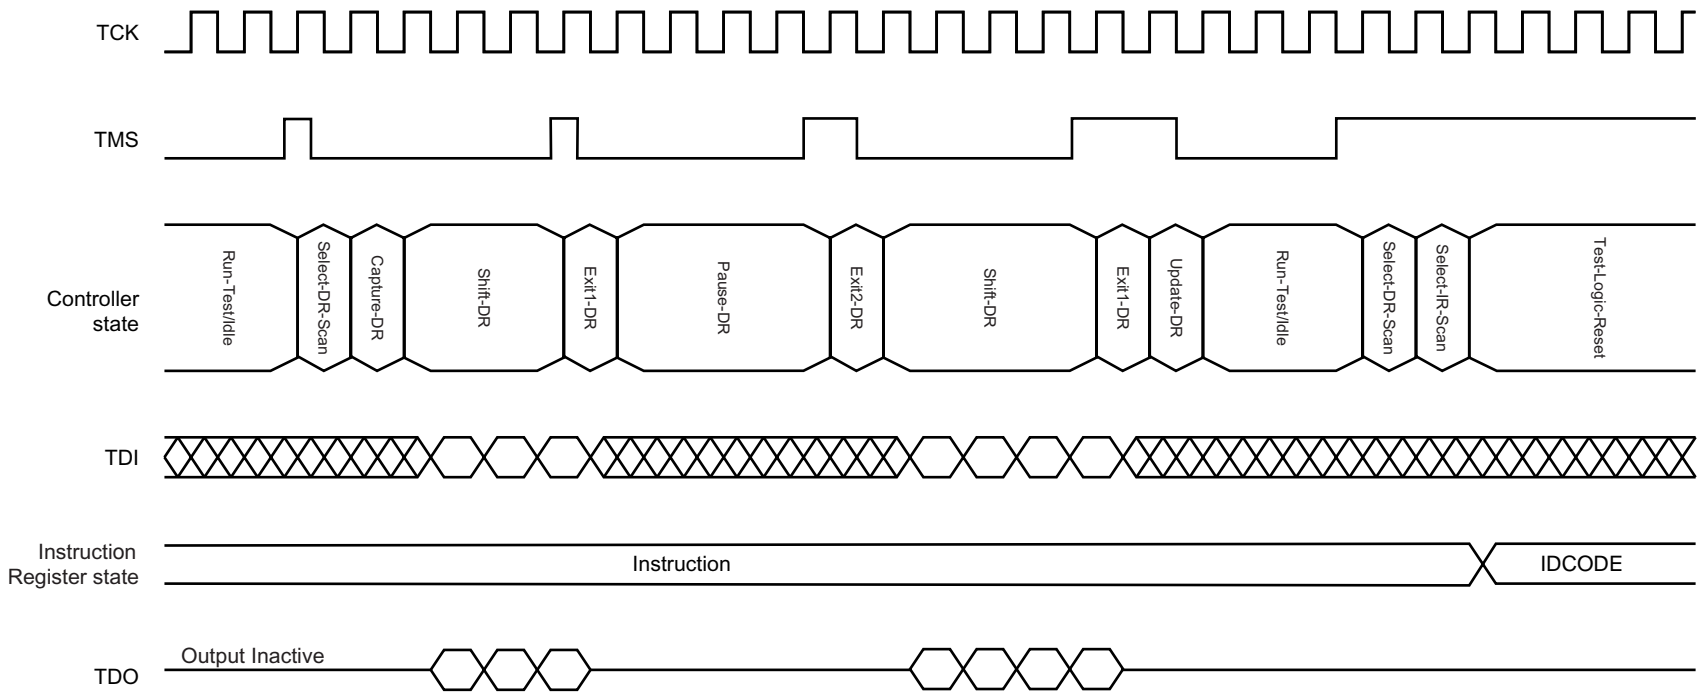 TCK
TMS
Controller
state
Run-Test/Idle
Select-DR-Scan
Capture-DR
Shift-DR
Exit1-DR
Pause-DR
Exit2-DR
Shift-DR
Exit1-DR
Update-DR
Run-Test/Idle
Select-DR-Scan
Select-IR-Scan
Test-Logic-Reset
TDI
Instruction
Register state
Instruction
IDCODE
Output Inactive
TDO